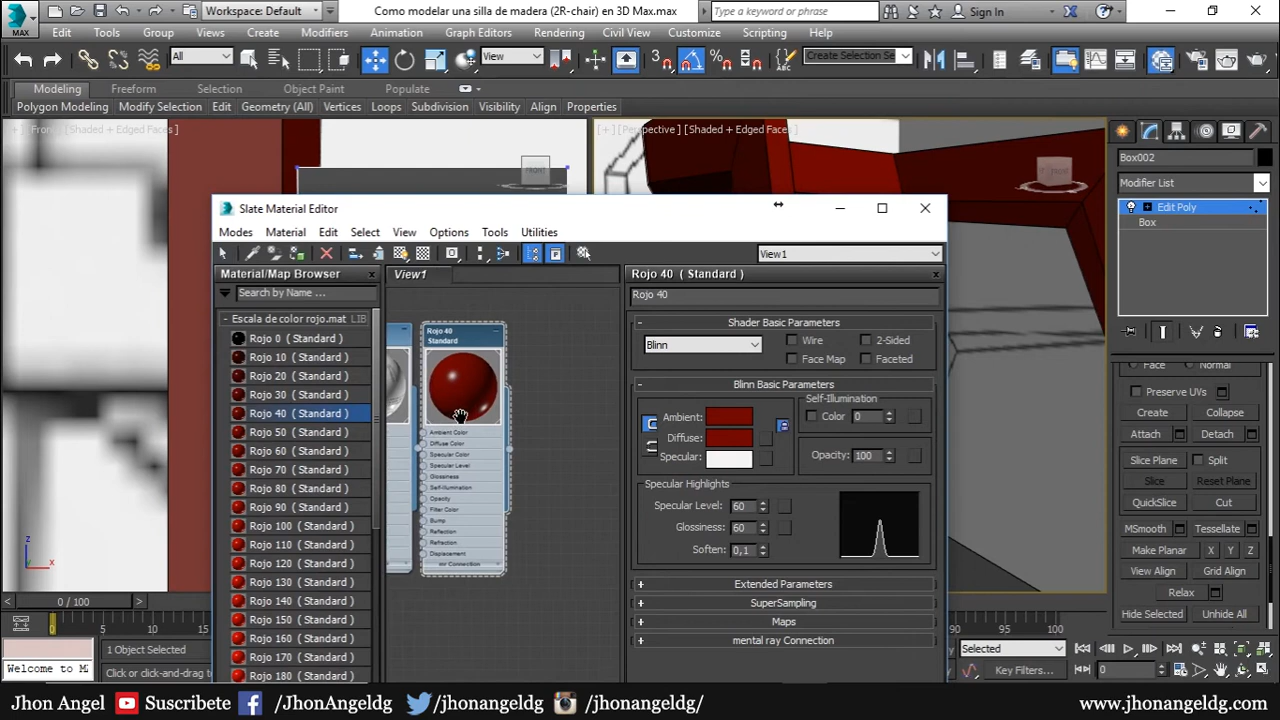 MAX
Workspace: Default
Como modelar una silla de madera (2R-chair) en 3D Max.max
Type a keyword or phrase
Sign In
Edit Tools Group Views Create Modifiers Animation Graph Editors Rendering Civil View Customize Scripting Help
All
View
3
%
Create Selection Se
Modeling Freeform Selection Object Paint Populate
Polygon Modeling Modify Selection Edit Geometry (All) Vertices Loops Subdivision Visibility Align Properties
[+] Front [Shaded + Edged Faces ]
[+] [Perspective ] [Shaded + Edged Faces ]
FRONT
Box002
Modifier List
Edit Poly
Box
Slate Material Editor
Modes Material Edit Select View Options Tools Utilities
View1
Material/Map Browser
Search by Name ...
- Escala de color rojo.mat LIB
Rojo 0 ( Standard )
Rojo 10 ( Standard )
Rojo 20 ( Standard )
Rojo 30 ( Standard )
Rojo 40 ( Standard )
Rojo 50 ( Standard )
Rojo 60 ( Standard )
Rojo 70 ( Standard )
Rojo 80 ( Standard )
Rojo 90 ( Standard )
Rojo 100 ( Standard )
Rojo 110 ( Standard )
Rojo 120 ( Standard )
Rojo 130 ( Standard )
Rojo 140 ( Standard )
Rojo 150 ( Standard )
Rojo 160 ( Standard )
Rojo 170 ( Standard )
Rojo 180 ( Standard )
View1
Rojo 40
Standard
Ambient Color
Diffuse Color
Specular Color
Specular Level
Glossiness
Self-Illumination
Opacity
Filter Color
Bump
Reflection
Refraction
Displacement
mr Connection
Rojo 40 ( Standard )
Rojo 40
- Shader Basic Parameters
Blinn
Wire 2-Sided
Face Map Faceted
- Blinn Basic Parameters
Self-Illumination
Ambient:
Color 0
Diffuse:
Specular:
Opacity: 100
Specular Highlights
Specular Level: 60
Glossiness: 60
Soften: 0,1
+ Extended Parameters
+ SuperSampling
+ Maps
+ mental ray Connection
Face Normal
Preserve UVs
Create Collapse
Attach Detach
Slice Plane Split
Slice Reset Plane
QuickSlice Cut
MSmooth Tessellate
Make Planar X Y Z
View Align Grid Align
Relax
Hide Selected Unhide All
z
x
< 0 / 100 >
0 5 10 15
90 95 100
Welcome to M
1 Object Selected
Click or click-and-drag t
Selected
Key Filters...
0
Jhon Angel Suscribete /JhonAngeldg /jhonangeldg /jhonangeldg/ www.jhonangeldg.com